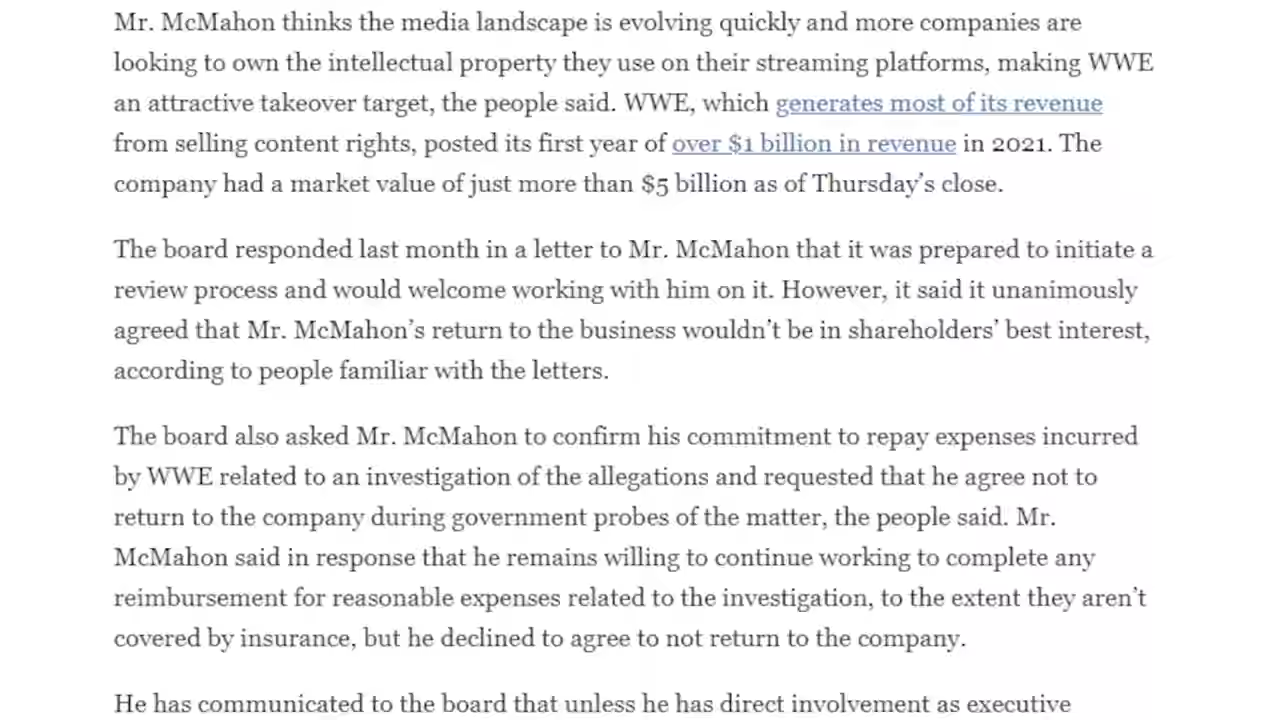 Mr. McMahon thinks the media landscape is evolving quickly and more companies are
looking to own the intellectual property they use on their streaming platforms, making WWE
an attractive takeover target, the people said. WWE, which generates most of its revenue
from selling content rights, posted its first year of over $1 billion in revenue in 2021. The
company had a market value of just more than $5 billion as of Thursday’s close.
The board responded last month in a letter to Mr. McMahon that it was prepared to initiate a
review process and would welcome working with him on it. However, it said it unanimously
agreed that Mr. McMahon’s return to the business wouldn’t be in shareholders’ best interest,
according to people familiar with the letters.
The board also asked Mr. McMahon to confirm his commitment to repay expenses incurred
by WWE related to an investigation of the allegations and requested that he agree not to
return to the company during government probes of the matter, the people said. Mr.
McMahon said in response that he remains willing to continue working to complete any
reimbursement for reasonable expenses related to the investigation, to the extent they aren’t
covered by insurance, but he declined to agree to not return to the company.
He has communicated to the board that unless he has direct involvement as executive